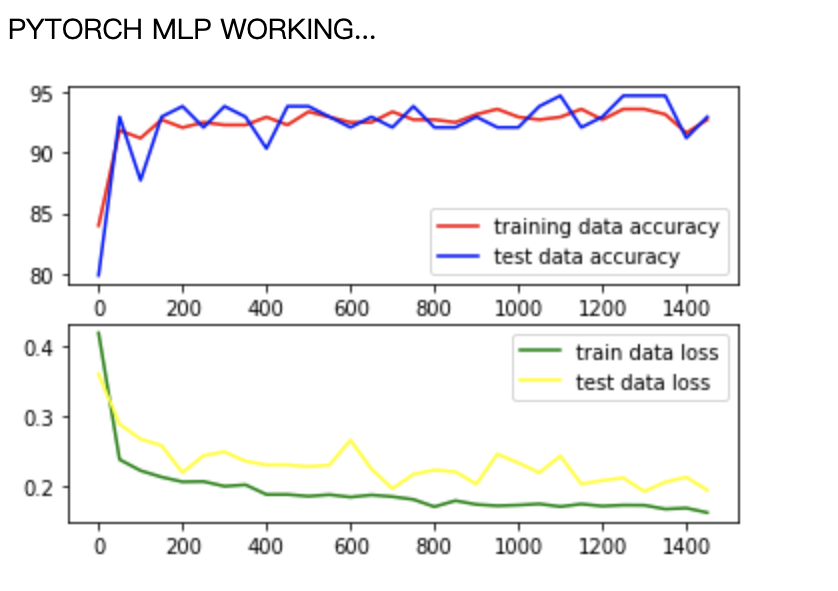 PYTORCH MLP WORKING...
95
90
85
80
training data accuracy
test data accuracy
0 200 400 600 800 1000 1200 1400
0.4
0.3
0.2
train data loss
test data loss
0 200 400 600 800 1000 1200 1400